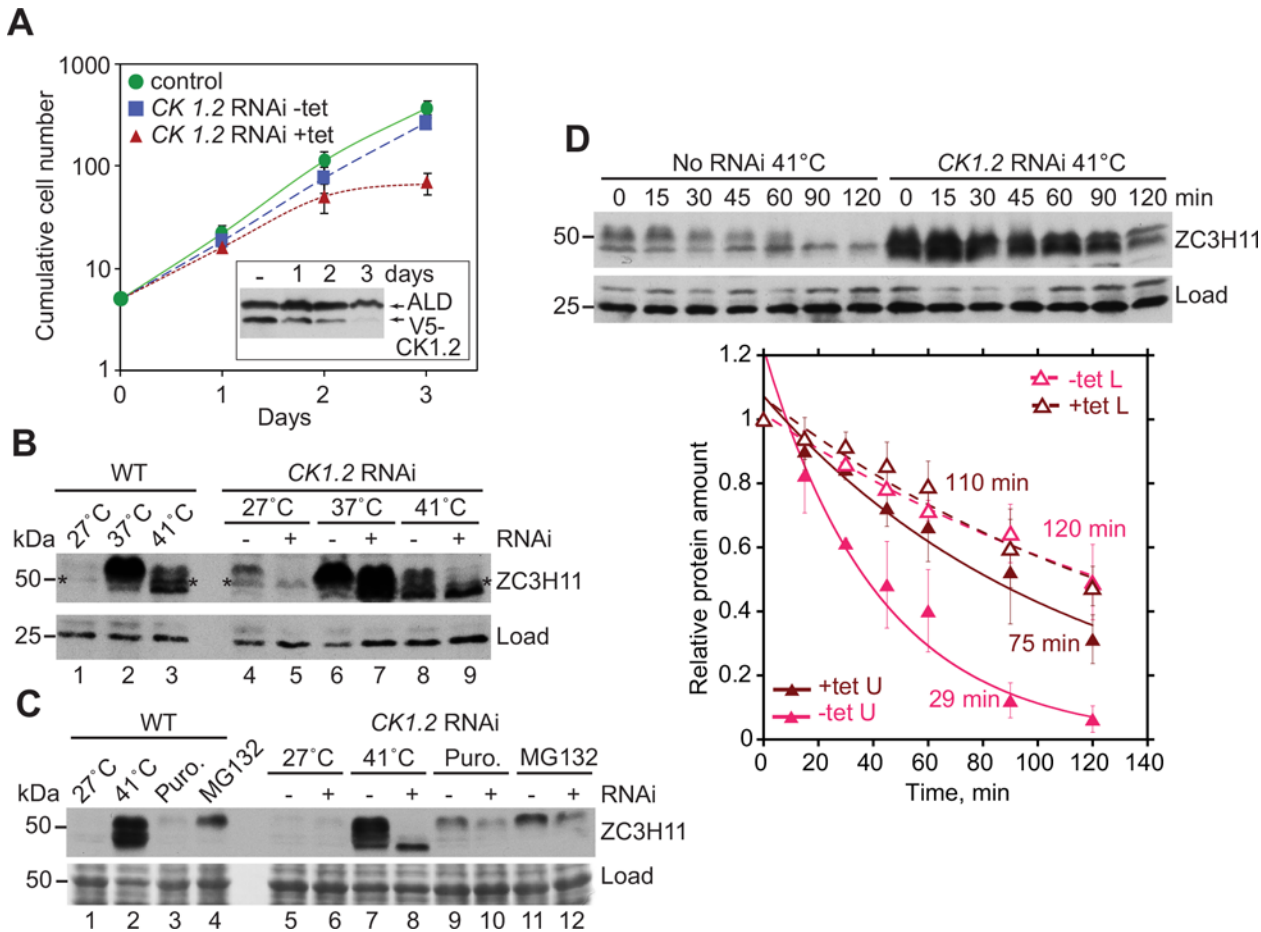 A
1000
100
10
1
Cumulative cell number
control
CK 1.2 RNAi -tet
CK 1.2 RNAi +tet
- 1 2 3 days
ALD
V5-
CK1.2
0 1 2 3
Days
B
WT
CK1.2 RNAi
27°C 37°C 41°C
27°C 37°C 41°C
kDa
- + - + - + RNAi
50 * * * * ZC3H11
25 Load
1 2 3 4 5 6 7 8 9
C
WT
CK1.2 RNAi
27°C 41°C Puro. MG132
27°C 41°C Puro. MG132
kDa
- + - + - + - + RNAi
50 ZC3H11
50 Load
1 2 3 4 5 6 7 8 9 10 11 12
D
No RNAi 41°C CK1.2 RNAi 41°C
0 15 30 45 60 90 120 0 15 30 45 60 90 120 min
50 ZC3H11
25 Load
1.2
1
0.8
0.6
0.4
0.2
0
Relative protein amount
-tet L
+tet L
110 min
120 min
75 min
29 min
+tet U
-tet U
0 20 40 60 80 100 120 140
Time, min